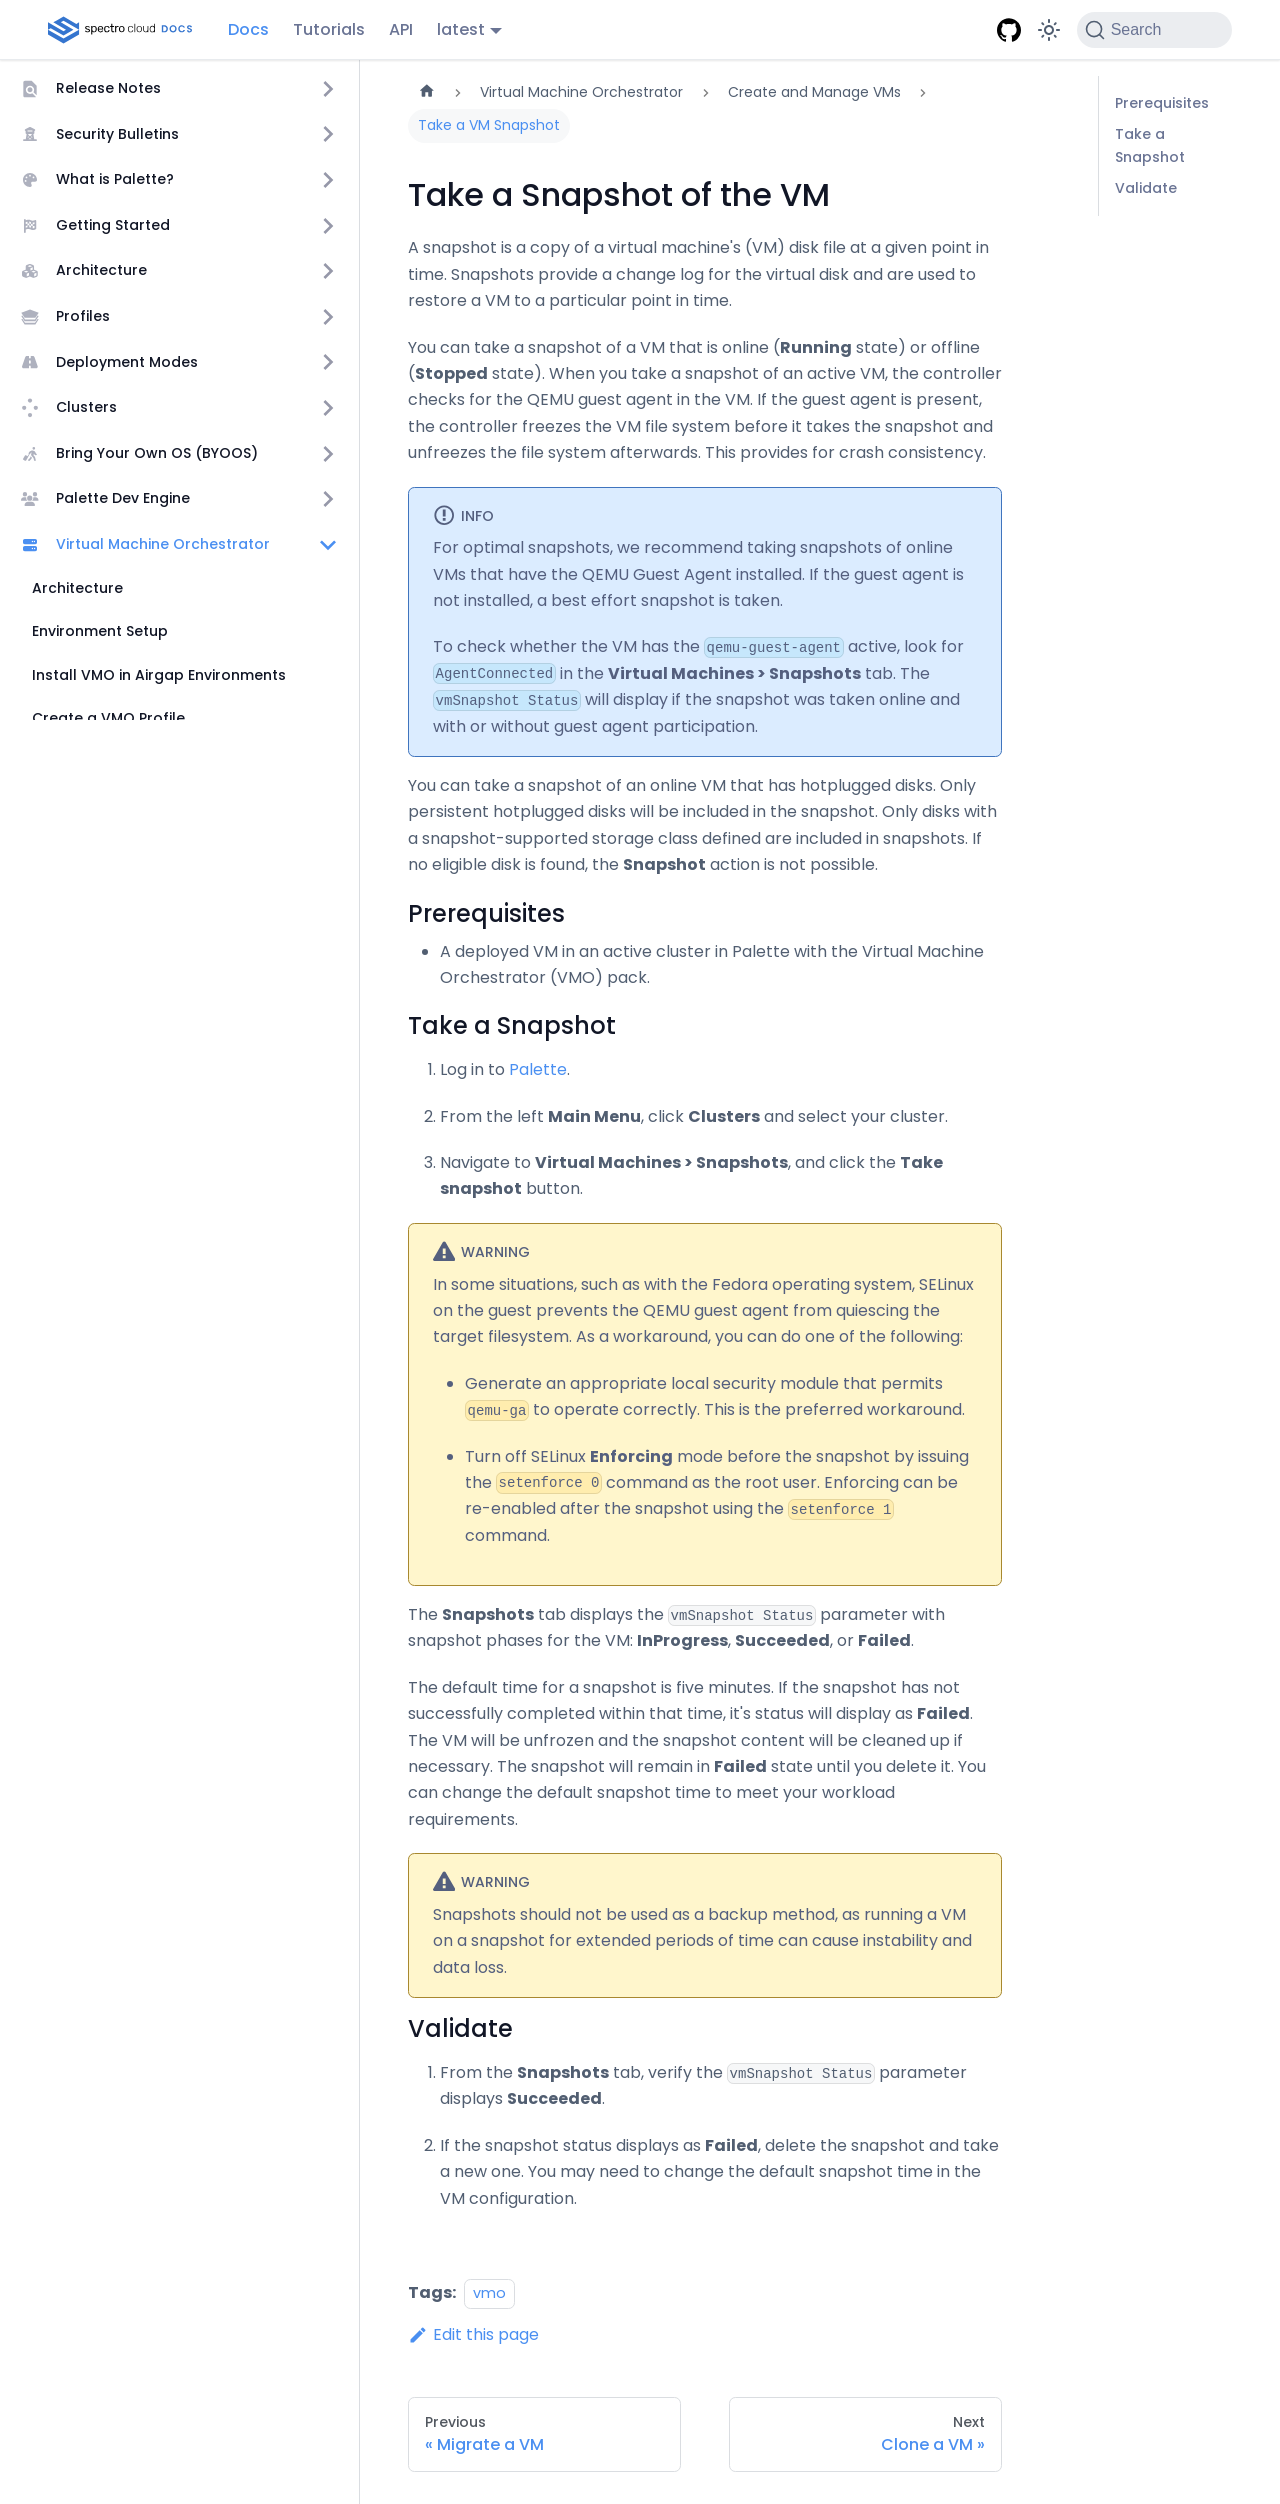 spectro cloud DOCS
Docs
Tutorials
API
latest
Search
Release Notes
Security Bulletins
What is Palette?
Getting Started
Architecture
Profiles
Deployment Modes
Clusters
Bring Your Own OS (BYOOS)
Palette Dev Engine
Virtual Machine Orchestrator
Architecture
Environment Setup
Install VMO in Airgap Environments
Create a VMO Profile
Virtual Machine Orchestrator
Create and Manage VMs
Take a VM Snapshot
Take a Snapshot of the VM
A snapshot is a copy of a virtual machine's (VM) disk file at a given point in
time. Snapshots provide a change log for the virtual disk and are used to
restore a VM to a particular point in time.
You can take a snapshot of a VM that is online (Running state) or offline
(Stopped state). When you take a snapshot of an active VM, the controller
checks for the QEMU guest agent in the VM. If the guest agent is present,
the controller freezes the VM file system before it takes the snapshot and
unfreezes the file system afterwards. This provides for crash consistency.
INFO
For optimal snapshots, we recommend taking snapshots of online
VMs that have the QEMU Guest Agent installed. If the guest agent is
not installed, a best effort snapshot is taken.
To check whether the VM has the qemu-guest-agent active, look for
AgentConnected in the Virtual Machines > Snapshots tab. The
vmSnapshot Status will display if the snapshot was taken online and
with or without guest agent participation.
You can take a snapshot of an online VM that has hotplugged disks. Only
persistent hotplugged disks will be included in the snapshot. Only disks with
a snapshot-supported storage class defined are included in snapshots. If
no eligible disk is found, the Snapshot action is not possible.
Prerequisites
• A deployed VM in an active cluster in Palette with the Virtual Machine
Orchestrator (VMO) pack.
Take a Snapshot
1. Log in to Palette.
2. From the left Main Menu, click Clusters and select your cluster.
3. Navigate to Virtual Machines > Snapshots, and click the Take
snapshot button.
WARNING
In some situations, such as with the Fedora operating system, SELinux
on the guest prevents the QEMU guest agent from quiescing the
target filesystem. As a workaround, you can do one of the following:
• Generate an appropriate local security module that permits
qemu-ga to operate correctly. This is the preferred workaround.
• Turn off SELinux Enforcing mode before the snapshot by issuing
the setenforce 0 command as the root user. Enforcing can be
re-enabled after the snapshot using the setenforce 1
command.
The Snapshots tab displays the vmSnapshot Status parameter with
snapshot phases for the VM: InProgress, Succeeded, or Failed.
The default time for a snapshot is five minutes. If the snapshot has not
successfully completed within that time, it's status will display as Failed.
The VM will be unfrozen and the snapshot content will be cleaned up if
necessary. The snapshot will remain in Failed state until you delete it. You
can change the default snapshot time to meet your workload
requirements.
WARNING
Snapshots should not be used as a backup method, as running a VM
on a snapshot for extended periods of time can cause instability and
data loss.
Validate
1. From the Snapshots tab, verify the vmSnapshot Status parameter
displays Succeeded.
2. If the snapshot status displays as Failed, delete the snapshot and take
a new one. You may need to change the default snapshot time in the
VM configuration.
Tags: vmo
Edit this page
Previous
« Migrate a VM
Next
Clone a VM »
Prerequisites
Take a
Snapshot
Validate